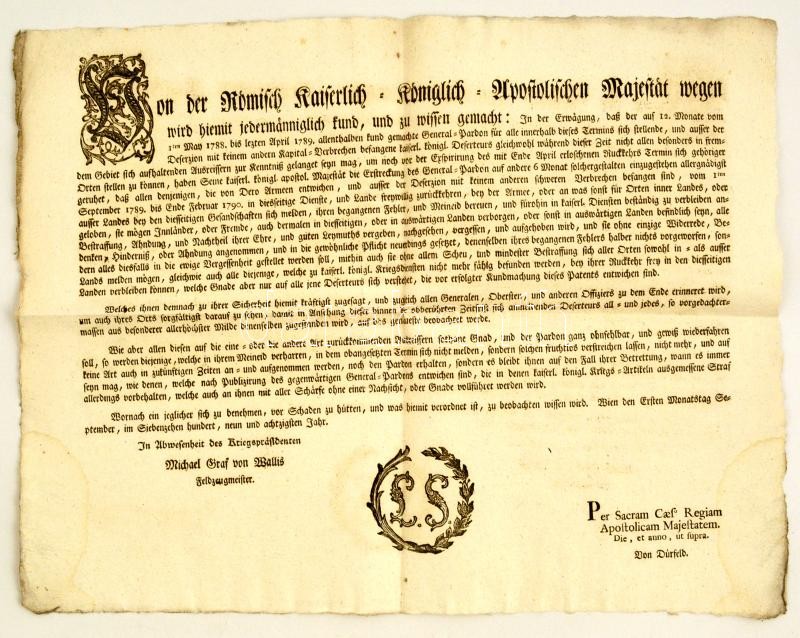 Von der Römisch Kaiserlich - Königlich - Apostolischen Majestät wegen
wird hiemit jedermänniglich kund, und zu wissen gemacht: In der Erwägung, daß der auf 12. Monate vom
1ten May 1788. bis lezten April 1789. allenthalben kund gemachte General-Pardon für alle innerhalb dieses Termins sich stellende, und ausser der
Deserzion mit keinem andern Kapital-Verbrechen befangene kaiserl. königl. Deserteurs gleichwohl während dieser Zeit nicht allen besonders in frem-
dem Gebiet sich aufhaltenden Ausreissern zur Kenntniß gelanget seyn mag, um noch vor der Exspirirung des mit Ende April erloschenen Ruckkehrs Termin sich gehöriger
Orten stellen zu können, haben Seine kaiserl. königl. apostol. Majestät die Erstreckung des General-Pardon auf andere 6 Monat solchergestalten einzugestehen allergnädigst
geruhet, daß allen denjenigen, die von Dero Armeen entwichen, und ausser der Deserzion mit keinem anderen schweren Verbrechen befangen sind, vom 1ten
September 1789. bis Ende Februar 1790. in diesseitige Dienste, und Lande freywillig zuruckkehren, bey der Armee, oder an was sonst für Orten inner Landes, oder
ausser Landes bey den diesseitigen Gesandschaften sich melden, ihren begangenen Fehler, und Meineid bereuen, und fürohin in kaiserl. Diensten beständig zu verbleiben an-
geloben, sie mögen Innländer, oder Fremde, auch dermalen in diesseitigen, oder in auswärtigen Landen verborgen, oder sonst in auswärtigen Landen befindlich seyn, alle
Bestraffung, Ahndung, und Nachtheil ihrer Ehre, und guten Leymuths vergeben, nachgesehen, vergessen, und aufgehoben wird, und sie ohne einzige Widerrede, Be-
denken, Hinderniß, oder Ahndung angenommen, und in die gewöhnliche Pflicht neuerdings gesetzt, denenselben ihres begangenen Fehlers halber nichts vorgeworfen, son-
dern alles diesfalls in die ewige Vergessenheit gestellet werden soll, mithin auch sie ohne allem Scheu, und mindester Bestraffung sich aller Orten sowohl in- als ausser
Landes melden mögen, gleichwie auch alle diejenige, welche zu kaiserl. königl. Kriegsdiensten nicht mehr fähig befunden werden, bey ihrer Ruckkehr frey in den diesseitigen
Landen verbleiben können, welche Gnade aber nur auf alle jene Deserteurs sich verstehet, die vor erfolgter Kundmachung dieses Patents entwichen sind.
Welches ihnen demnach zu ihrer Sicherheit hiemit kräftigst zugesagt, und zugleich allen Generalen, Obersten, und anderen Offiziers zu dem Ende erinneret wird,
um auch ihres Orts sorgfältigst darauf zu sehen, damit in Ansehung dieser binnen obberührten Zeitfrist sich anmeldenden Deserteurs all- und jedes, so vorgedachter-
massen aus besonderer allerhöchster Milde denenselben zugestanden wird, auf das genaueste beobachtet werde.
Wie aber allen diesen auf die eine- oder die andere Art zurückkommenden Ausreissern sothane Gnad, und der Pardon ganz ohnfehlbar, und gewiß wiederfahren
soll, so werden diejenige, welche in ihrem Meineid verharren, in dem obangesetzten Termin sich nicht melden, sondern solchen fruchtlos verstreichen lassen, nicht mehr, und auf
keine Art auch in zukünftigen Zeiten an- und aufgenommen werden, noch den Pardon erhalten, sondern es bleibt ihnen auf den Fall ihrer Betrettung, wann es immer
seyn mag, wie denen, welche nach Publizirung des gegenwärtigen General-Pardons entwichen sind, die in denen kaiserl. königl. Kriegs-Artikeln ausgemessene Straf
allerdings vorbehalten, welche auch an ihnen mit aller Schärfe ohne einer Nachsicht, oder Gnade vollführet werden wird.
Wornach ein jeglicher sich zu benehmen, vor Schaden zu hütten, und was hiemit verordnet ist, zu beobachten wissen wird. Wien den Ersten Monatstag Se-
ptember, im Siebenzehen hundert, neun und achtzigsten Jahr.
In Abwesenheit des Kriegspräsidenten
Michael Graf von Wallis
Feldzeugmeister.
L. S.
Per Sacram Cæs. Regiam
Apostolicam Majestatem.
Die, et anno, ut supra.
Von Dürfeld.